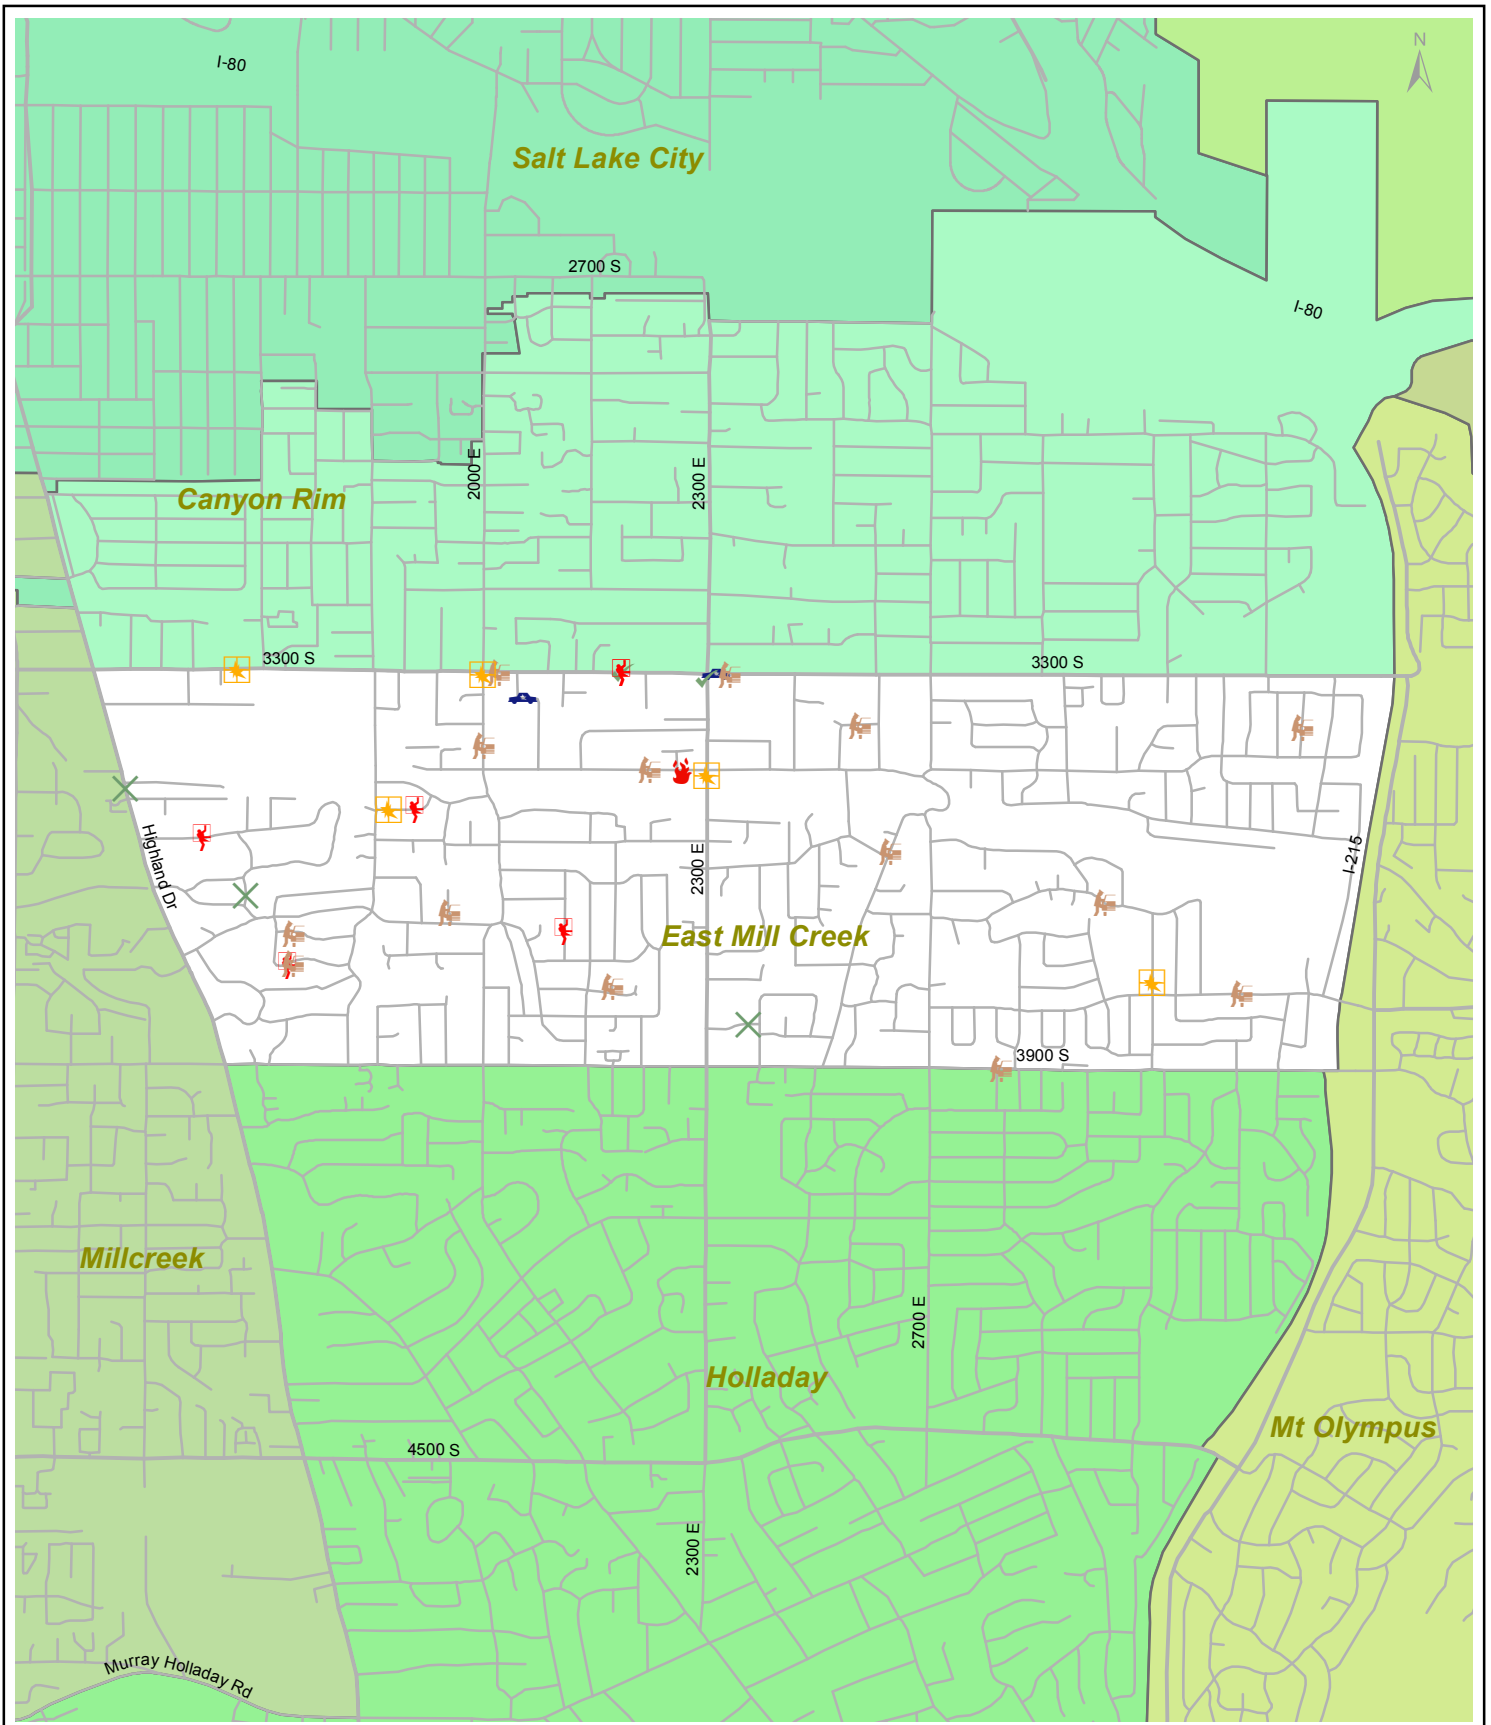 N
I-80
Salt Lake City
2700 S
I-80
2000 E
2300 E
Canyon Rim
3300 S
3300 S
Highland Dr
2300 E
I-215
East Mill Creek
3900 S
Millcreek
2700 E
Holladay
Mt Olympus
4500 S
2300 E
Murray Holladay Rd